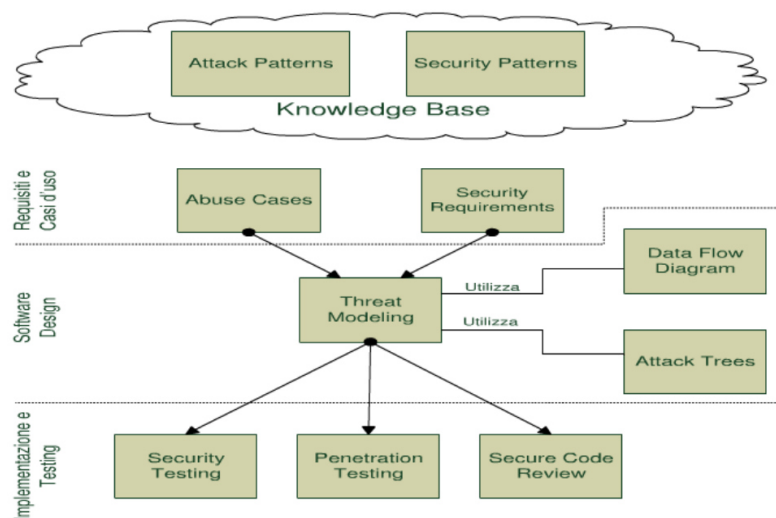 Attack Patterns
Security Patterns
Knowledge Base
Requisiti e
Casi d'uso
Abuse Cases
Security
Requirements
Software
Design
Threat
Modeling
Utilizza
Data Flow
Diagram
Utilizza
Attack Trees
Implementazione e
Testing
Security
Testing
Penetration
Testing
Secure Code
Review